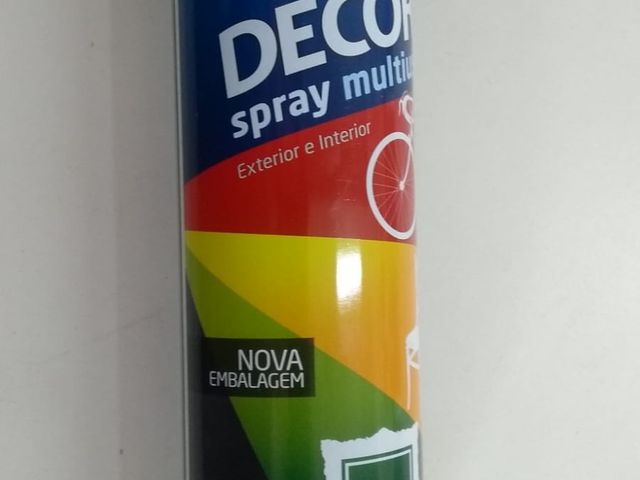 DECOR
spray multiu
Exterior e Interior
NOVA
EMBALAGEM